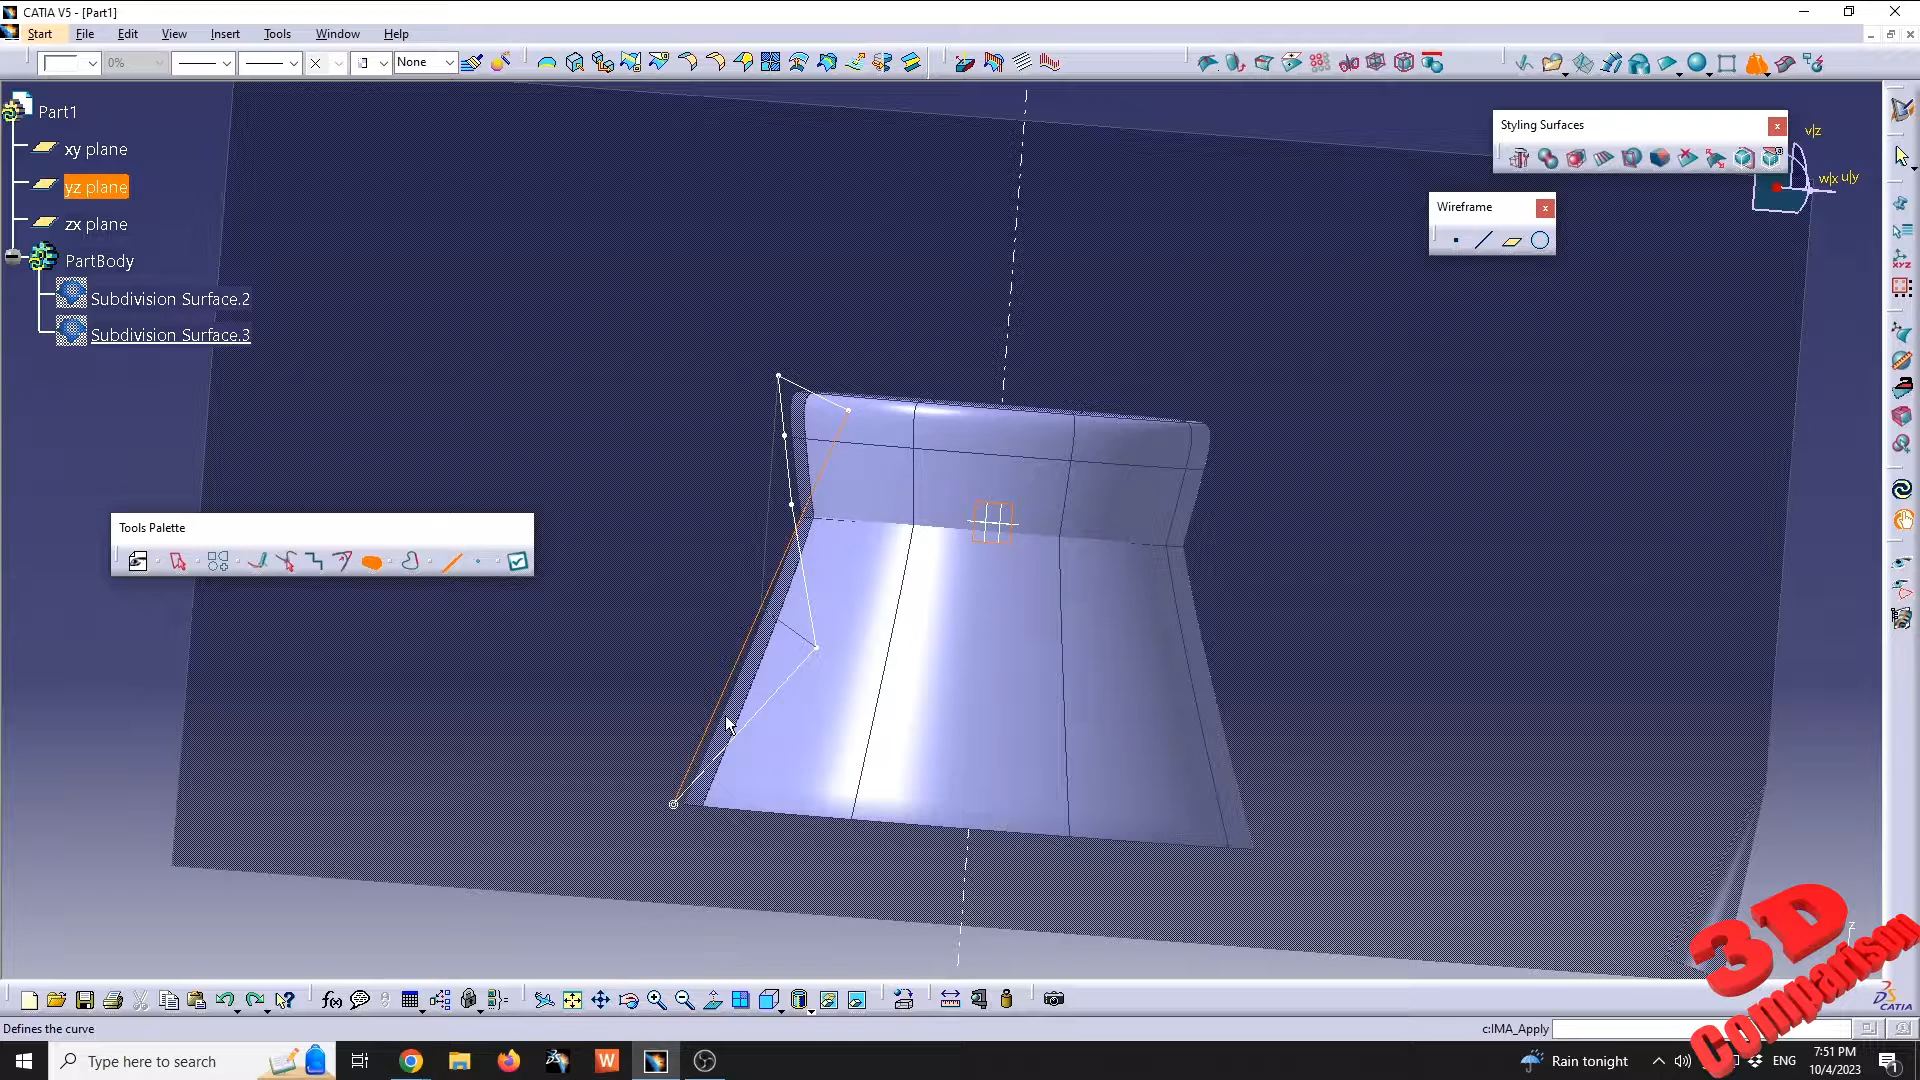 CATIA V5 - [Part1]
Start File Edit View Insert Tools Window Help
0% None
Part1
xy plane
yz plane
zx plane
PartBody
Subdivision Surface.2
Subdivision Surface.3
Styling Surfaces
v|z
w|x u|y
Wireframe
Tools Palette
z
3D
Comparison
CATIA
Defines the curve
c:IMA_Apply
Type here to search
Rain tonight
ENG
7:51 PM
10/4/2023
1